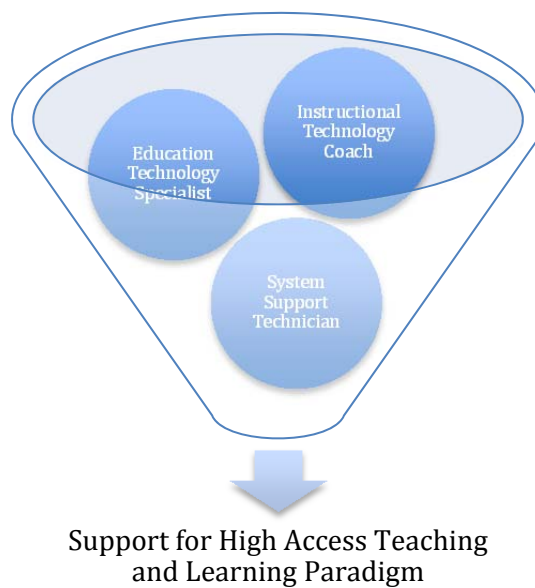 Instructional
Technology
Coach
Education
Technology
Specialist
System
Support
Technician
Support for High Access Teaching
and Learning Paradigm